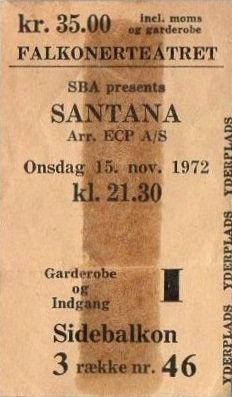 kr. 35.00 incl. moms
og garderobe
FALKONERTEATRET
SBA presents
SANTANA
Arr. ECP A/S
Onsdag 15. nov. 1972
kl. 21.30
Garderobe
og
Indgang
I
Sidebalkon
3 række nr. 46
YDERPLADS YDERPLADS YDERPLADS